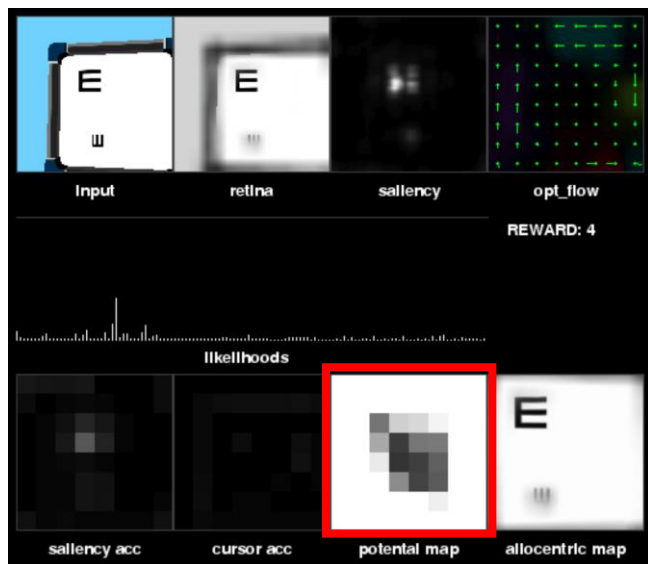 E
E
E
E
Input
retina
saliency
opt_flow
REWARD: 4
likelihoods
E
E
saliency acc
cursor acc
potental map
allocentric map